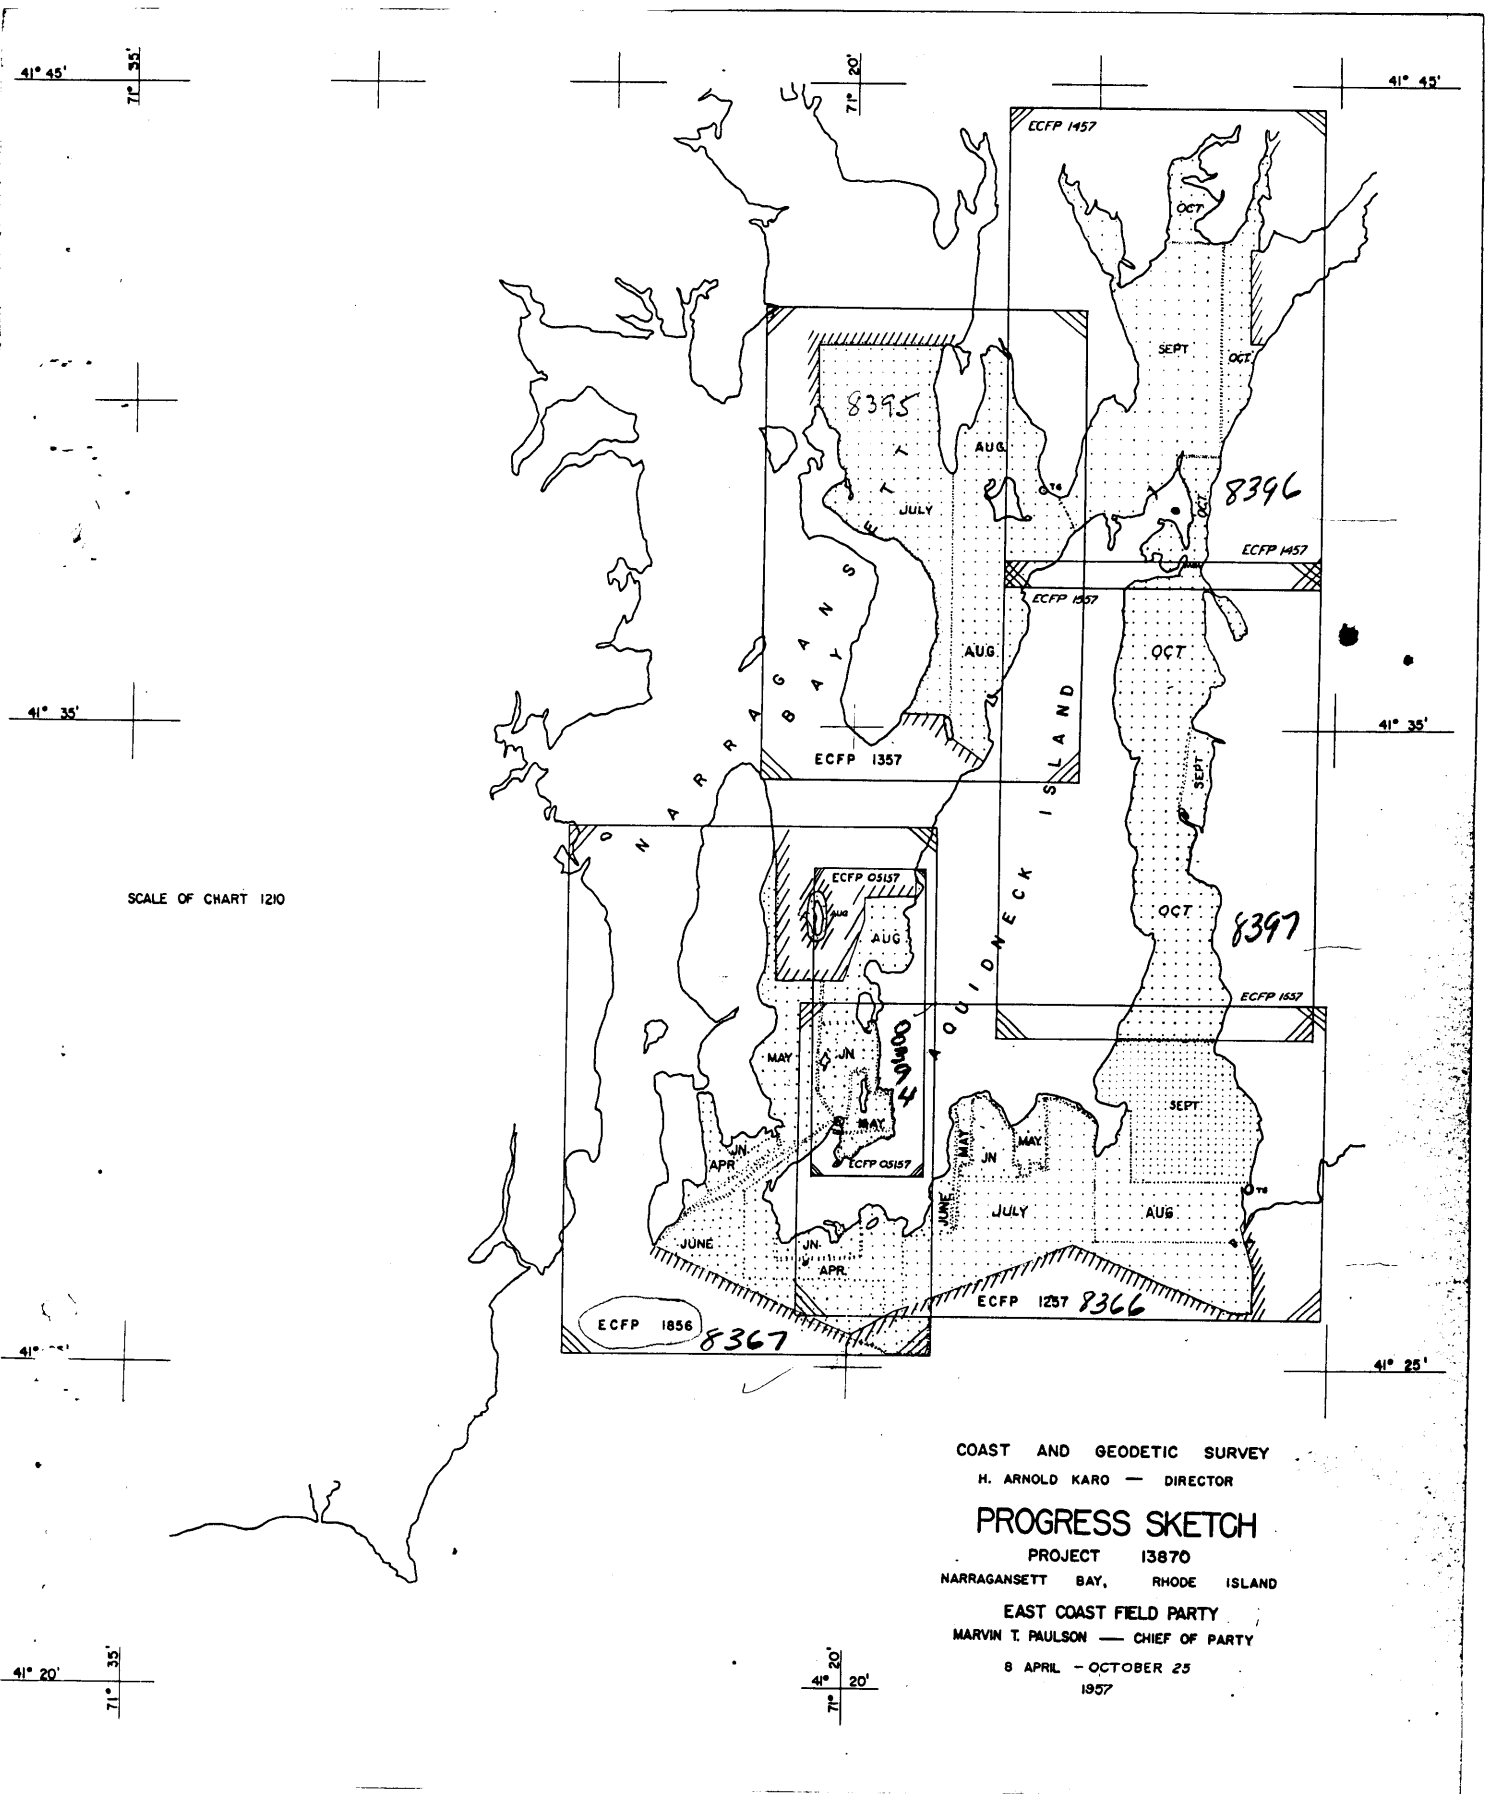 41° 45'
71° 35'
71° 20'
41° 45'
ECFP 1457
OCT
SEPT
OCT
8395
AUG
TG
JULY
OCT
8396
ECFP 1457
ECFP 1557
NARRAGANSETT
BAY
AUG
OCT
41° 35'
41° 35'
ECFP 1357
SEPT
AQUIDNECK ISLAND
SCALE OF CHART 1210
ECFP 05157
AUG
AUG
OCT
8397
ECFP 1557
MAY
JN
MAY
ECFP 05157
JN
APR
SEPT
MAY
JN
MAY
JUNE
JULY
AUG
TG
JUNE
JN
APR
ECFP 1257 8366
ECFP 1856 8367
41° 25'
COAST AND GEODETIC SURVEY
H. ARNOLD KARO — DIRECTOR
PROGRESS SKETCH
PROJECT 13870
NARRAGANSETT BAY, RHODE ISLAND
EAST COAST FIELD PARTY
MARVIN T. PAULSON — CHIEF OF PARTY
8 APRIL - OCTOBER 25
1957
41° 20'
71° 35'
41° 20'
71° 20'